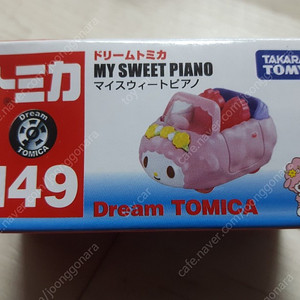 トミカ
ドリームトミカ
MY SWEET PIANO
マイスウィートピアノ
TAKARA
TOMY
Dream
TOMICA
149
Dream TOMICA
cafe.naver.com
joonggonara